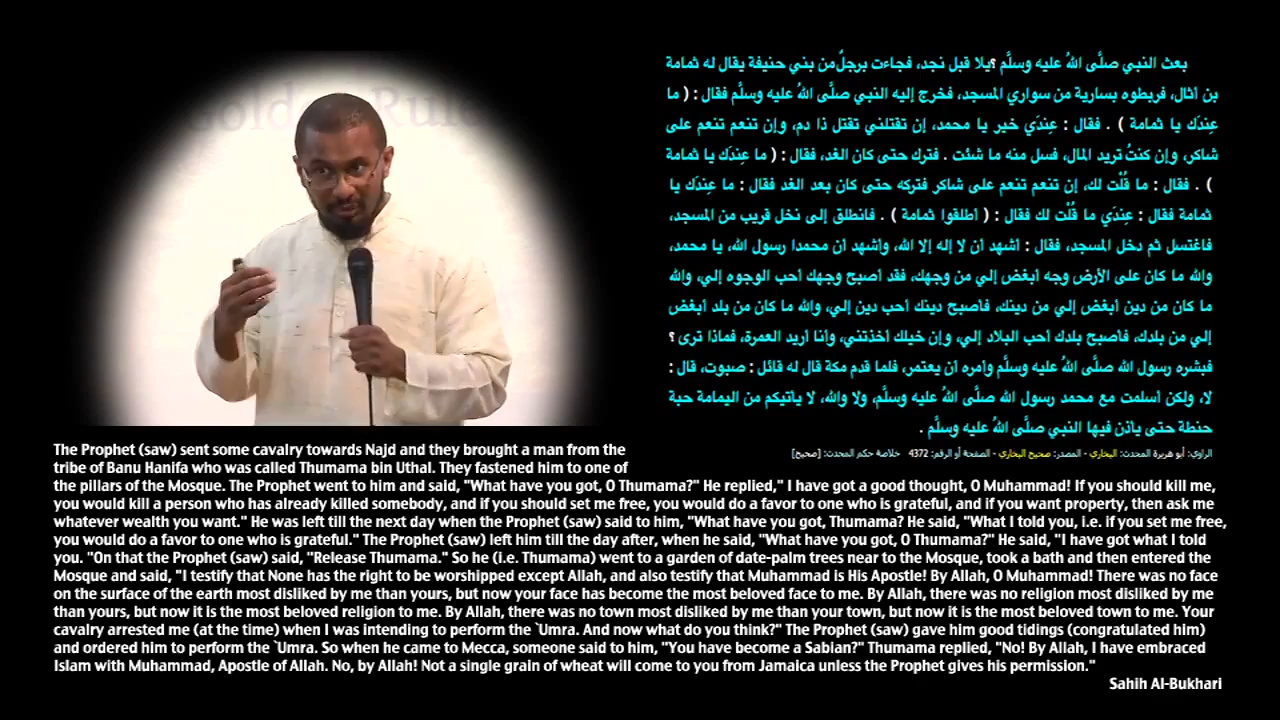 Golden Rule
بعث النبي صلَّى اللهُ عليه وسلَّم ؟يلا قبل نجد، فجاءت برجلٌ من بني حنيفة يقال له ثمامة
بن أثال، فربطوه بسارية من سواري المسجد، فخرج إليه النبي صلَّى اللهُ عليه وسلَّم فقال : ( ما
عِندَك يا ثمامة ) . فقال : عِندَي خير يا محمد، إن تقتلني تقتل ذا دم، وإن تنعم تنعم على
شاكر، وإن كنتُ تريد المال، فسل منه ما شئت . فترك حتى كان الغد، فقال : ( ما عِندَك يا ثمامة
) . فقال : ما قُلْت لك، إن تنعم تنعم على شاكر فتركه حتى كان بعد الغد فقال : ما عِندَك يا
ثمامة فقال : عِندَي ما قُلْت لك فقال : ( أطلقوا ثمامة ) . فانطلق إلى نخل قريب من المسجد،
فاغتسل ثم دخل المسجد، فقال : أشهد أن لا إله إلا الله، وأشهد أن محمدا رسول الله، يا محمد،
والله ما كان على الأرض وجه أبغض إلي من وجهك، فقد أصبح وجهك أحب الوجوه إلي، والله
ما كان من دين أبغض إلي من دينك، فأصبح دينك أحب دين إلي، والله ما كان من بلد أبغض
إلي من بلدك، فأصبح بلدك أحب البلاد إلي، وإن خيلك أخذتني، وأنا أريد العمرة، فماذا ترى ؟
فبشره رسول الله صلَّى اللهُ عليه وسلَّم وأمره أن يعتمر، فلما قدم مكة قال له قائل : صبوت، قال :
لا، ولكن أسلمت مع محمد رسول الله صلَّى اللهُ عليه وسلَّم، ولا والله، لا يأتيكم من اليمامة حبة
حنطة حتى يأذن فيها النبي صلَّى اللهُ عليه وسلَّم .
الراوي: أبو هريرة المحدث: البخاري - المصدر: صحيح البخاري - الصفحة أو الرقم: 4372 خلاصة حكم المحدث: [صحيح]
The Prophet (saw) sent some cavalry towards Najd and they brought a man from the
tribe of Banu Hanifa who was called Thumama bin Uthal. They fastened him to one of
the pillars of the Mosque. The Prophet went to him and said, "What have you got, O Thumama?" He replied," I have got a good thought, O Muhammad! If you should kill me,
you would kill a person who has already killed somebody, and if you should set me free, you would do a favor to one who is grateful, and if you want property, then ask me
whatever wealth you want." He was left till the next day when the Prophet (saw) said to him, "What have you got, Thumama? He said, "What I told you, i.e. if you set me free,
you would do a favor to one who is grateful." The Prophet (saw) left him till the day after, when he said, "What have you got, O Thumama?" He said, "I have got what I told
you. "On that the Prophet (saw) said, "Release Thumama." So he (i.e. Thumama) went to a garden of date-palm trees near to the Mosque, took a bath and then entered the
Mosque and said, "I testify that None has the right to be worshipped except Allah, and also testify that Muhammad is His Apostle! By Allah, O Muhammad! There was no face
on the surface of the earth most disliked by me than yours, but now your face has become the most beloved face to me. By Allah, there was no religion most disliked by me
than yours, but now it is the most beloved religion to me. By Allah, there was no town most disliked by me than your town, but now it is the most beloved town to me. Your
cavalry arrested me (at the time) when I was intending to perform the `Umra. And now what do you think?" The Prophet (saw) gave him good tidings (congratulated him)
and ordered him to perform the `Umra. So when he came to Mecca, someone said to him, "You have become a Sabian?" Thumama replied, "No! By Allah, I have embraced
Islam with Muhammad, Apostle of Allah. No, by Allah! Not a single grain of wheat will come to you from Jamaica unless the Prophet gives his permission."
Sahih Al-Bukhari